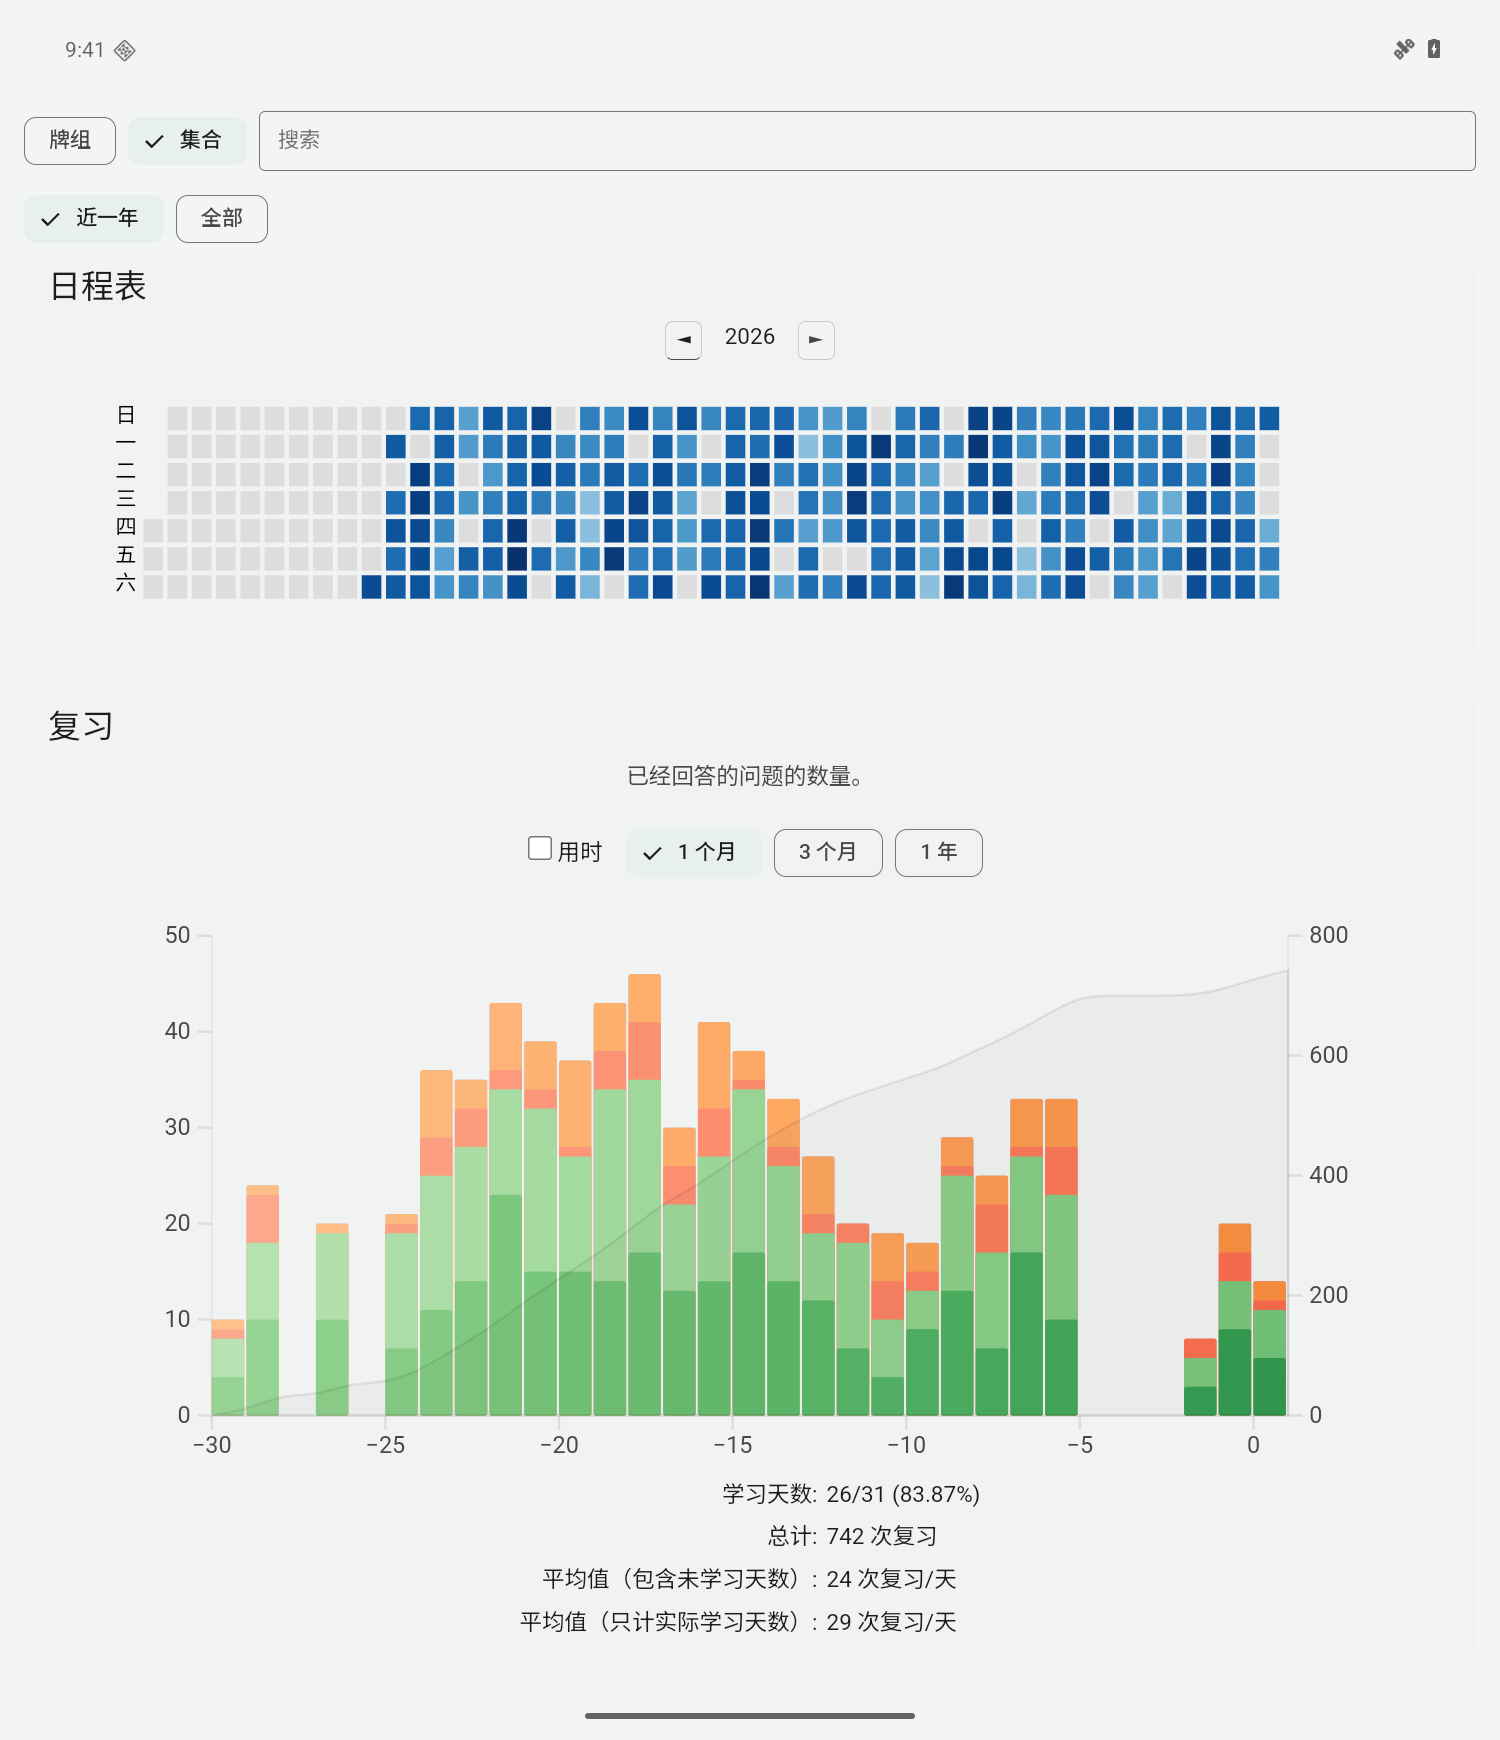 9:41
牌组 集合 搜索
近一年 全部
日程表
◄ 2026 ►
日
一
二
三
四
五
六
复习
已经回答的问题的数量。
用时 1 个月 3 个月 1 年
50 800
40
600
30
400
20
200
10
0 0
−30 −25 −20 −15 −10 −5 0
学习天数: 26/31 (83.87%)
总计: 742 次复习
平均值（包含未学习天数）: 24 次复习/天
平均值（只计实际学习天数）: 29 次复习/天